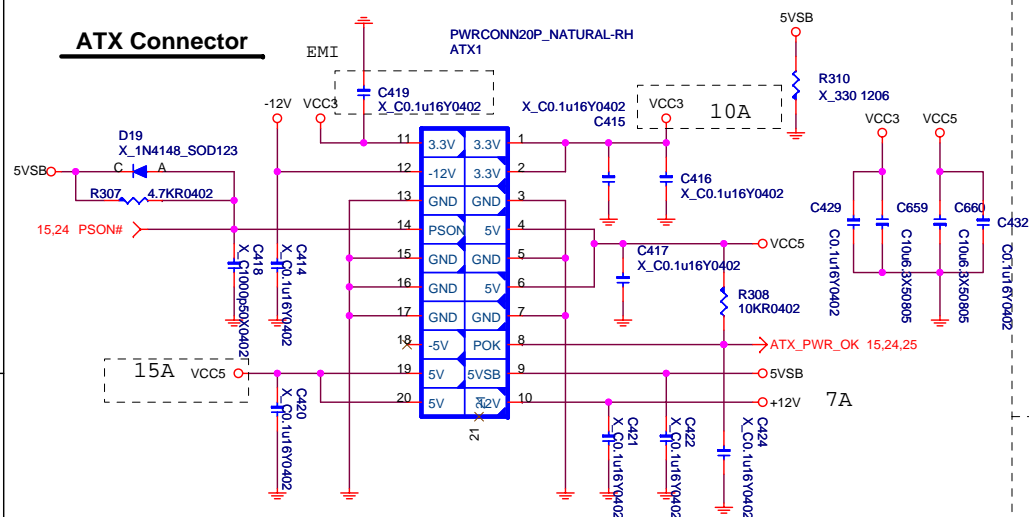 ATX Connector
EMI
PWRCONN20P_NATURAL-RH
ATX1
5VSB
R310
X_330 1206
C419
X_C0.1u16Y0402
-12V
VCC3
X_C0.1u16Y0402
C415
VCC3
10A
VCC3
VCC5
D19
X_1N4148_SOD123
C
A
5VSB
R307
4.7KR0402
15,24 PSON#
11
3.3V
3.3V
1
12
-12V
3.3V
2
13
GND
GND
3
14
PSON
5V
4
15
GND
GND
5
16
GND
5V
6
17
GND
GND
7
18
-5V
POK
8
19
5V
5VSB
9
20
5V
12V
10
21
C416
X_C0.1u16Y0402
C417
X_C0.1u16Y0402
VCC5
R308
10KR0402
ATX_PWR_OK 15,24,25
5VSB
+12V
7A
C429
C0.1u16Y0402
C659
C10u6.3X50805
C660
C10u6.3X50805
C432
C0.1u16Y0402
C418
X_C1000p50X0402
C414
X_C0.1u16Y0402
15A
VCC5
C420
X_C0.1u16Y0402
C421
X_C0.1u16Y0402
C422
X_C0.1u16Y0402
C424
X_C0.1u16Y0402